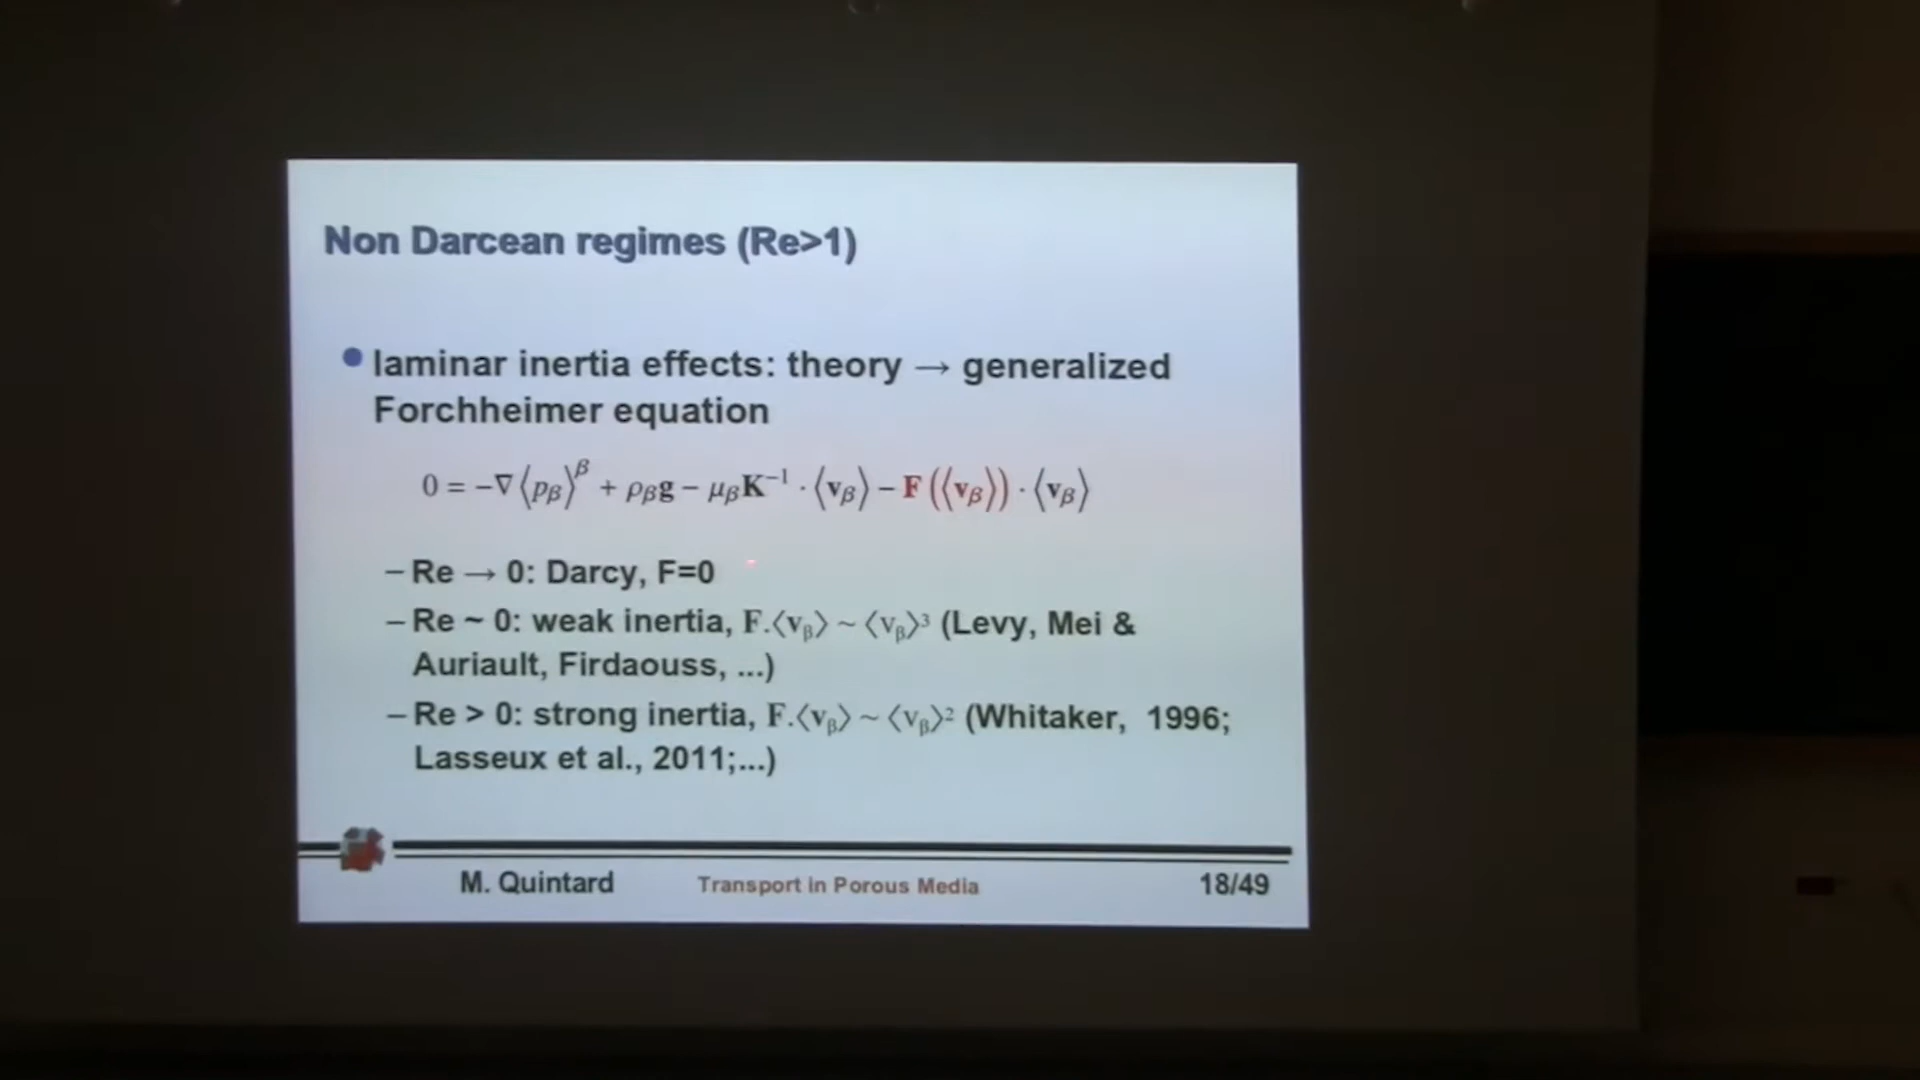 Non Darcean regimes (Re>1)
laminar inertia effects: theory → generalized
Forchheimer equation
0 = −∇⟨pβ⟩^β + ρβg − μβK⁻¹ · ⟨vβ⟩ − F(⟨vβ⟩) · ⟨vβ⟩
– Re → 0: Darcy, F=0
– Re ~ 0: weak inertia, F.⟨vβ⟩ ~ ⟨vβ⟩³ (Levy, Mei &
Auriault, Firdaouss, ...)
– Re > 0: strong inertia, F.⟨vβ⟩ ~ ⟨vβ⟩² (Whitaker, 1996;
Lasseux et al., 2011;...)
M. Quintard Transport in Porous Media 18/49